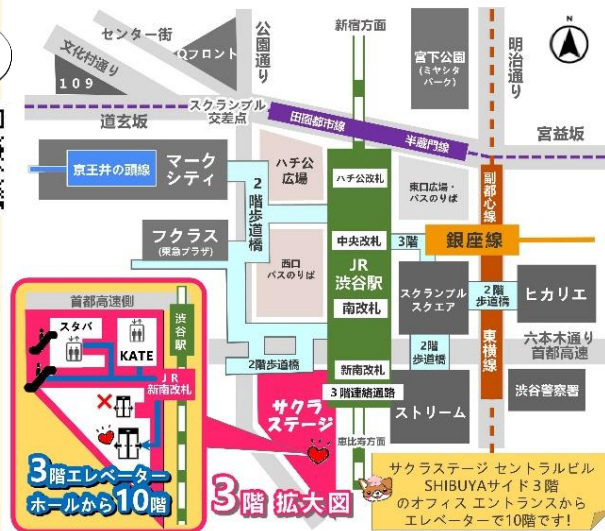 センター街
文化村通り
Qフロント
109
公園通り
新宿方面
宮下公園
(ミヤシタ
パーク)
明治通り
N
スクランブル
交差点
道玄坂
田園都市線
半蔵門線
宮益坂
京王井の頭線
マーク
シティ
2階歩道橋
ハチ公
広場
ハチ公改札
東口広場・
バスのりば
副都心線
フクラス
(東急プラザ)
西口
バスのりば
中央改札
3階
銀座線
JR
渋谷駅
南改札
スクランブル
スクエア
2階
歩道橋
ヒカリエ
2階歩道橋
新南改札
3階連絡通路
2階
歩道橋
東横線
六本木通り
首都高速
サクラ
ステージ
ストリーム
渋谷警察署
恵比寿方面
首都高速側
スタバ
KATE
渋谷駅
JR
新南改札
3階エレベーター
ホールから10階
3階 拡大図
サクラステージ セントラルビル
SHIBUYAサイド3階
のオフィス エントランスから
エレベーターで10階です!